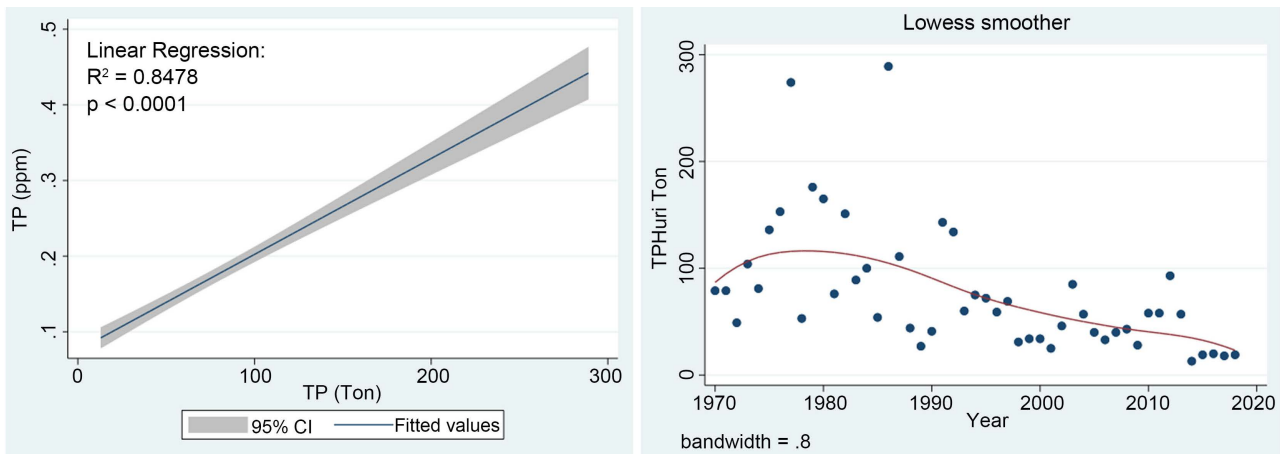 Linear Regression:
R² = 0.8478
p < 0.0001
TP (ppm)
.5
.4
.3
.2
.1
0 100 200 300
TP (Ton)
95% CI Fitted values
Lowess smoother
TPHuri Ton
300
200
100
0
1970 1980 1990 2000 2010 2020
Year
bandwidth = .8